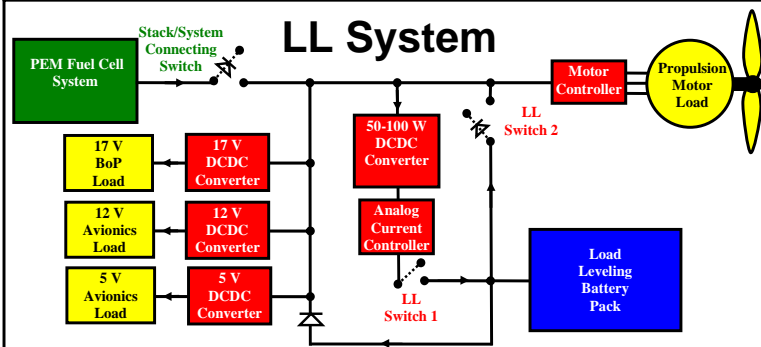 LL System
Stack/System
Connecting
Switch
PEM Fuel Cell
System
Motor
Controller
Propulsion
Motor
Load
LL
Switch 2
50-100 W
DCDC
Converter
17 V
BoP
Load
17 V
DCDC
Converter
12 V
Avionics
Load
12 V
DCDC
Converter
Analog
Current
Controller
5 V
Avionics
Load
5 V
DCDC
Converter
LL
Switch 1
Load
Leveling
Battery
Pack